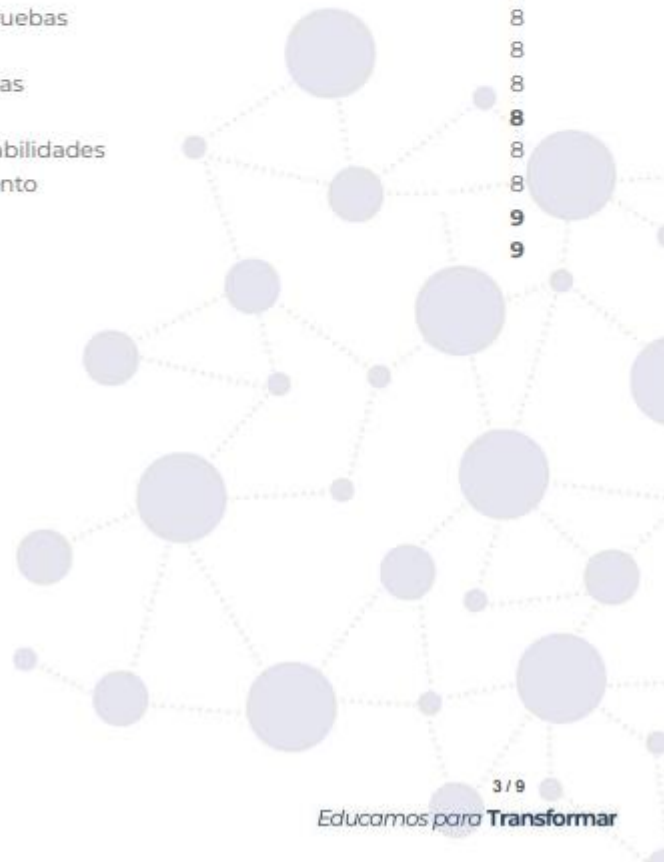 uebas 8
8
as 8
8
abilidades 8
nto 8
9
9
3 / 9
Educamos para Transformar